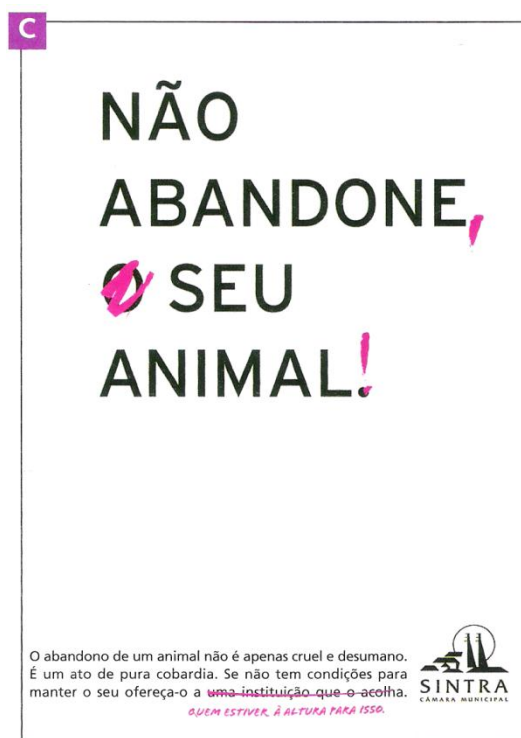 C
NÃO
ABANDONE,
O SEU
ANIMAL!
O abandono de um animal não é apenas cruel e desumano.
É um ato de pura cobardia. Se não tem condições para
manter o seu ofereça-o a uma instituição que o acolha.
QUEM ESTIVER À ALTURA PARA ISSO.
SINTRA
CÂMARA MUNICIPAL